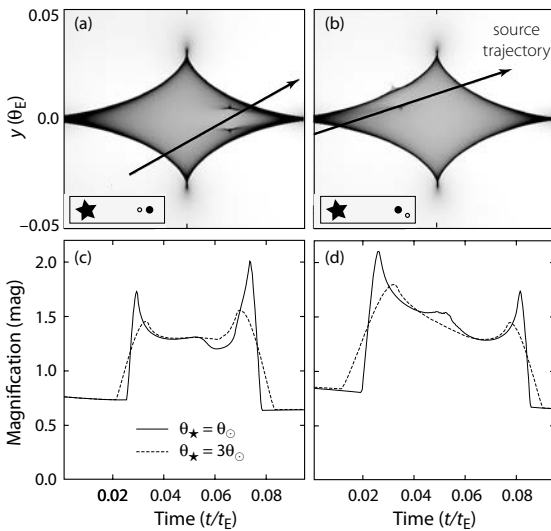 0.05
(a)
(b)
source
trajectory
y (θE)
0.0
−0.05
(c)
(d)
2.0
Magnification (mag)
1.5
1.0
0.5
0.0
θ★ = θ⊙
θ★ = 3θ⊙
0.02 0.04 0.06 0.08
0.02 0.04 0.06 0.08
Time (t/tE)
Time (t/tE)